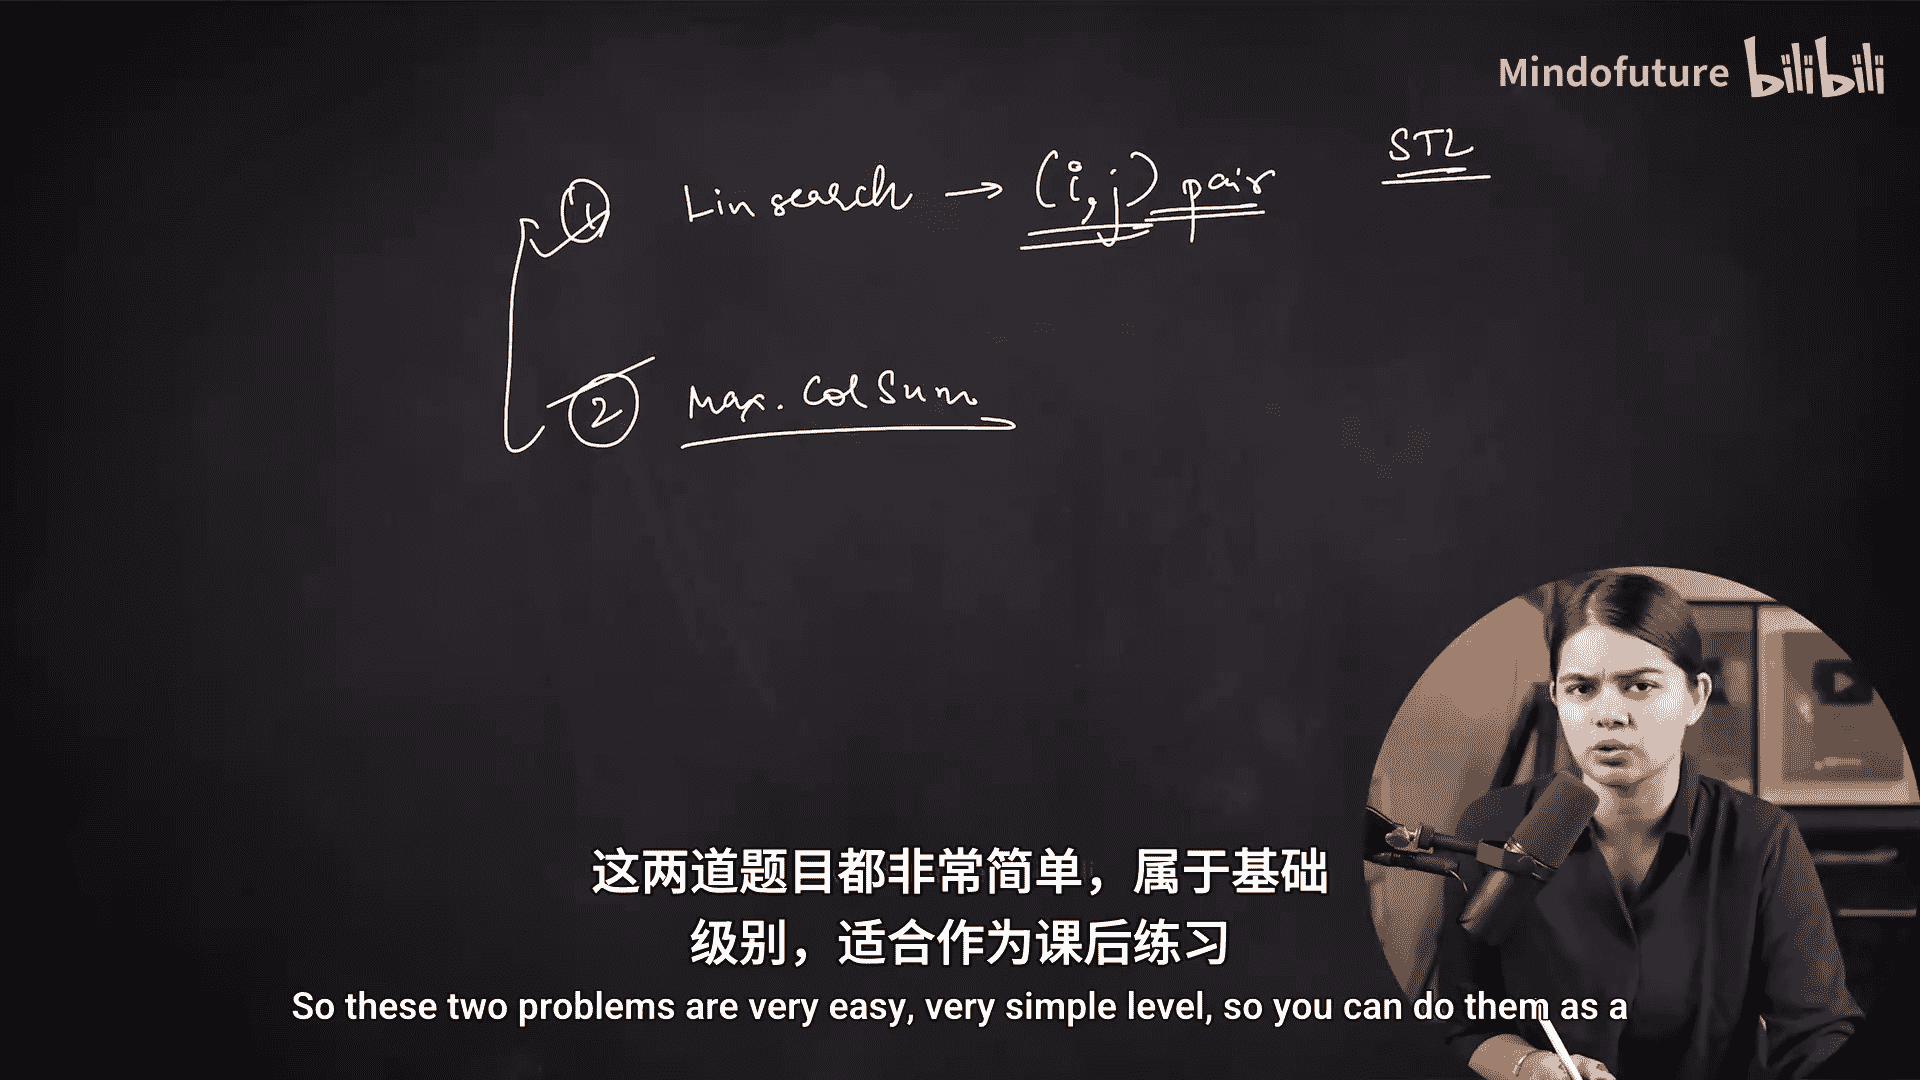 Mindofuture bilibili
STL
1 Lin search → (i,j) pair
2 Max. Col Sum
这两道题目都非常简单，属于基础
级别，适合作为课后练习
So these two problems are very easy, very simple level, so you can do them as a